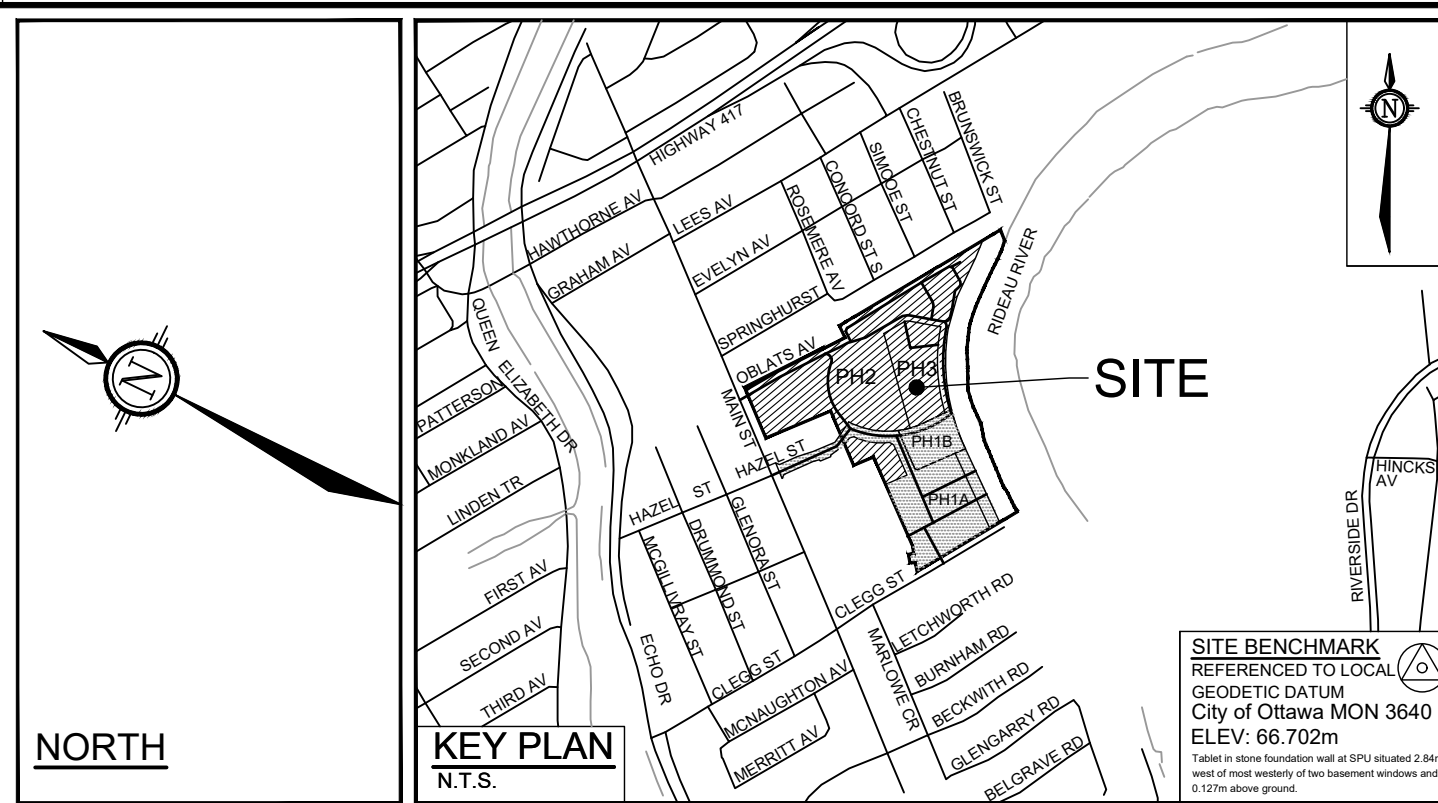 N
NORTH
KEY PLAN
N.T.S.
HIGHWAY 417
HAWTHORNE AV
GRAHAM AV
LEES AV
EVELYN AV
SPRINGHURST
OBLATS AV
ROSEMERE AV
CONCORD ST S
SIMCOE ST
CHESTNUT ST
BRUNSWICK ST
RIDEAU RIVER
QUEEN ELIZABETH DR
PATTERSON
MONKLAND AV
LINDEN TR
FIRST AV
SECOND AV
THIRD AV
MAIN ST
HAZEL ST
HAZEL ST
GLENORA ST
DRUMMOND ST
MCGILLIVRAY ST
ECHO DR
CLEGG ST
CLEGG ST
MCNAUGHTON AV
MERRITT AV
MARLOWE CR
LETCHWORTH RD
BURNHAM RD
BECKWITH RD
GLENGARRY RD
BELGRAVE RD
PH2
PH3
PH1B
PH1A
SITE
N
HINCKS
AV
RIVERSIDE DR
SITE BENCHMARK
REFERENCED TO LOCAL
GEODETIC DATUM
City of Ottawa MON 3640
ELEV: 66.702m
Tablet in stone foundation wall at SPU situated 2.84m
west of most westerly of two basement windows and
0.127m above ground.